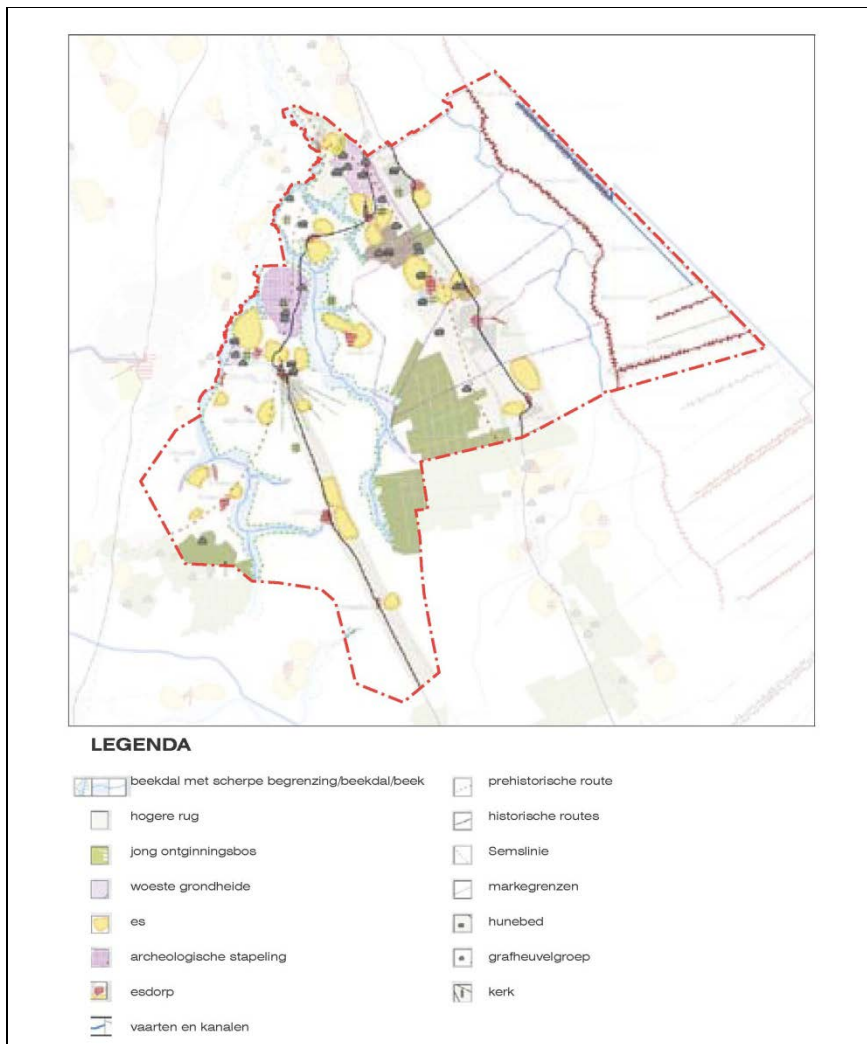 LEGENDA
beekdal met scherpe begrenzing/beekdal/beek
hogere rug
jong ontginningsbos
woeste grondheide
es
archeologische stapeling
esdorp
vaarten en kanalen
prehistorische route
historische routes
Semslinie
markegrenzen
hunebed
grafheuvelgroep
kerk